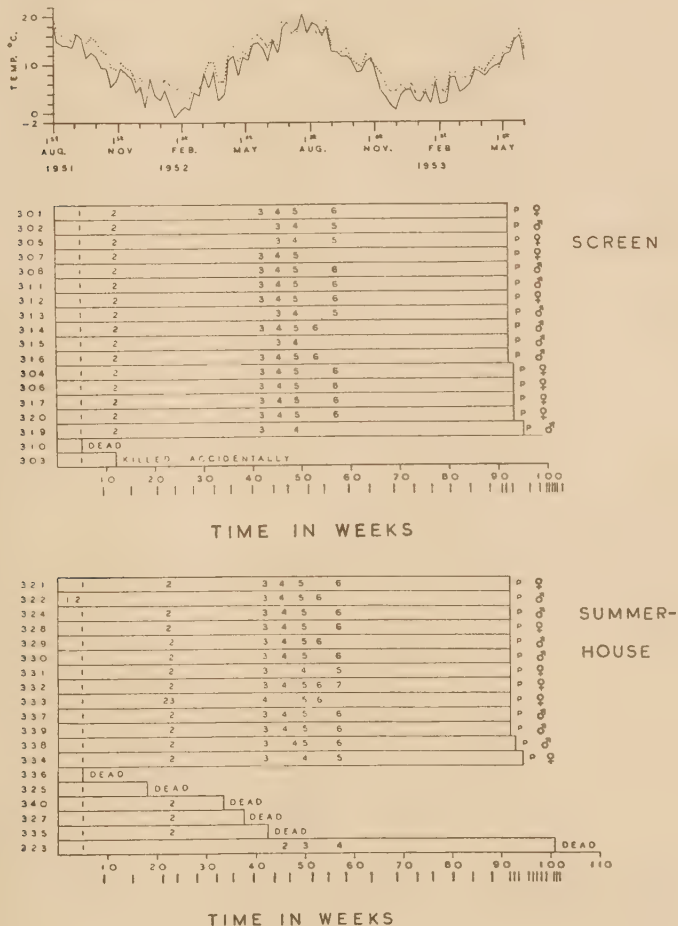 20
10
0
-2
TEMP. °C.
AUG. NOV FEB. MAY AUG. NOV. FEB MAY
1951 1952 1953
SCREEN
301 1 2 3 4 5 6 P ♀
302 1 2 3 4 5 P ♂
305 1 2 3 4 5 P ♀
307 1 2 3 4 5 P ♀
308 1 2 3 4 5 6 P ♂
311 1 2 3 4 5 6 P ♂
312 1 2 3 4 5 6 P ♀
313 1 2 3 4 5 P ♂
314 1 2 3 4 5 6 P ♂
315 1 2 3 4 P ♂
316 1 2 3 4 5 6 P ♂
304 1 2 3 4 5 6 P ♀
306 1 2 3 4 5 6 P ♀
317 1 2 3 4 5 6 P ♀
320 1 2 3 4 5 6 P ♀
319 1 2 3 4 P ♂
310 1 DEAD
303 1 KILLED ACCIDENTALLY
10 20 30 40 50 60 70 80 90 100
TIME IN WEEKS
SUMMER-
HOUSE
321 1 2 3 4 5 6 P ♀
322 1 2 3 4 5 6 P ♂
324 1 2 3 4 5 6 P ♂
328 1 2 3 4 5 6 P ♀
329 1 2 3 4 5 6 P ♂
330 1 2 3 4 5 6 P ♂
331 1 2 3 4 5 P ♀
332 1 2 3 4 5 6 7 P ♀
333 1 23 4 5 6 P ♀
337 1 2 3 4 5 6 P ♂
339 1 2 3 4 5 6 P ♂
338 1 2 3 4 5 6 P ♂
334 1 2 3 4 5 P ♀
336 1 DEAD
325 1 DEAD
340 1 2 DEAD
327 1 2 DEAD
335 1 2 DEAD
223 1 2 3 4 DEAD
10 20 30 40 50 60 70 80 90 100 110
TIME IN WEEKS